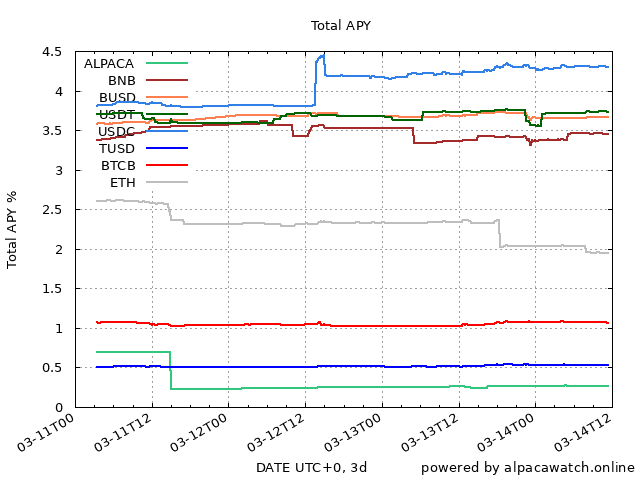 Total APY
4.5
4
3.5
3
2.5
2
1.5
1
0.5
0
Total APY %
ALPACA
BNB
BUSD
USDT
USDC
TUSD
BTCB
ETH
03-11T00
03-11T12
03-12T00
03-12T12
03-13T00
03-13T12
03-14T00
03-14T12
DATE UTC+0, 3d
powered by alpacawatch.online